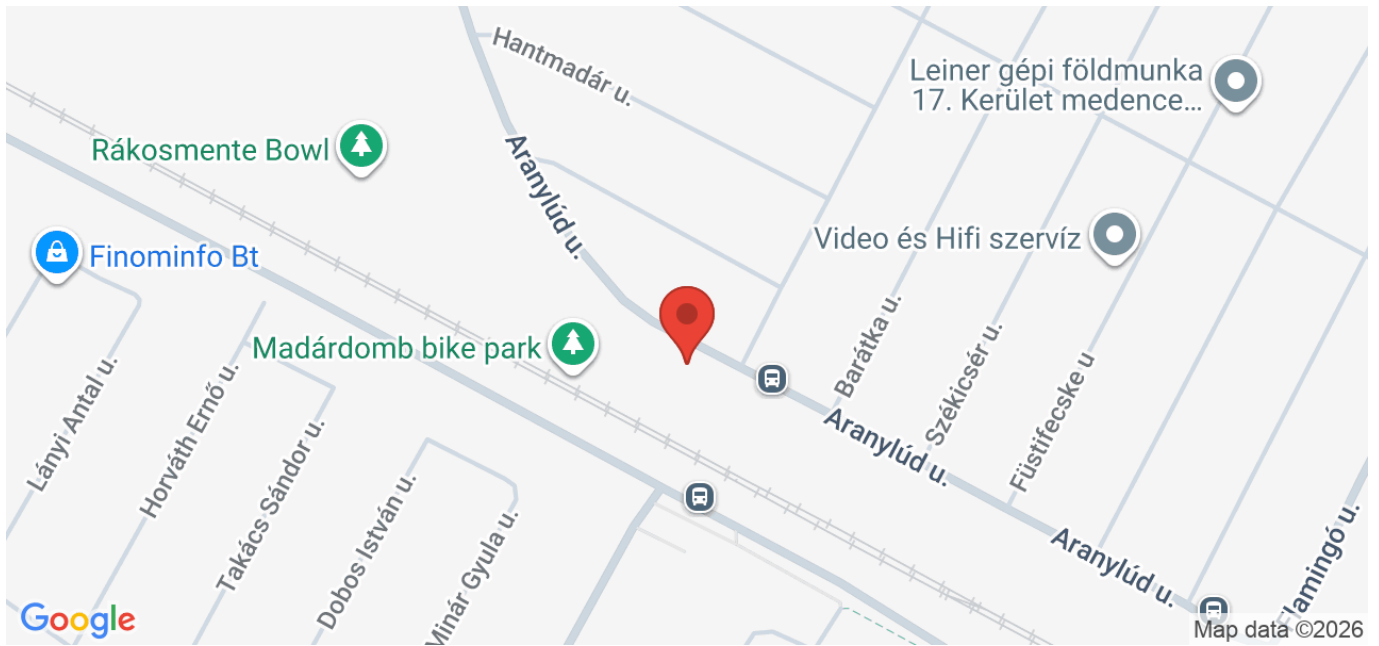 Hantmadár u.
Leiner gépi földmunka
17. Kerület medence...
Rákosmente Bowl
Aranylúd u.
Video és Hifi szervíz
Finominfo Bt
Madárdomb bike park
Barátka u.
Székicsér u.
Füstifecske u
Lányi Antal u.
Horváth Ernő u.
Takács Sándor u.
Dobos István u.
Minár Gyula u.
Aranylúd u.
Aranylúd u.
Flamingó u.
Google
Map data ©2026